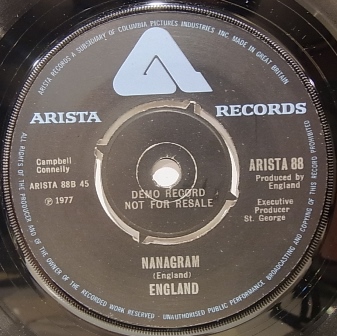 ARISTA RECORDS A SUBSIDIARY OF COLUMBIA PICTURES INDUSTRIES INC. MADE IN GREAT BRITAIN
ARISTA RECORDS
Campbell
Connelly
ARISTA 88B 45
℗ 1977
DEMO RECORD
NOT FOR RESALE
ARISTA 88
Produced by
England
Executive
Producer
St. George
NANAGRAM
(England)
ENGLAND
ALL RIGHTS OF THE PRODUCER AND OF THE OWNER OF THE RECORDED WORK RESERVED - UNAUTHORISED PUBLIC PERFORMANCE BROADCASTING AND COPYING OF THIS RECORD PROHIBITED